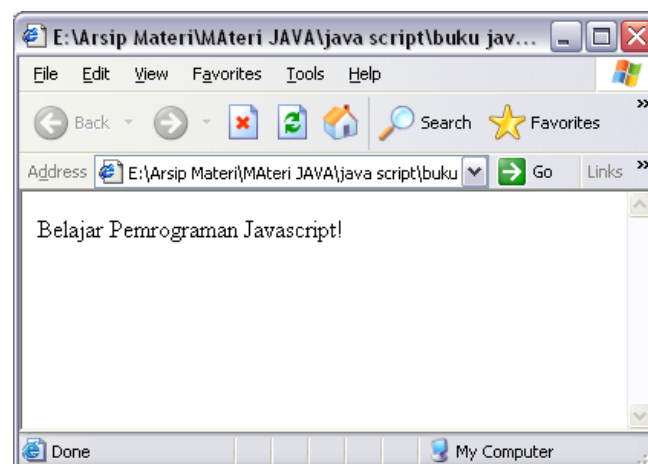 E:\Arsip Materi\MAteri JAVA\java script\buku jav...
File Edit View Favorites Tools Help
Back Search Favorites »
Address E:\Arsip Materi\MAteri JAVA\java script\buku Go Links »
Belajar Pemrograman Javascript!
Done My Computer